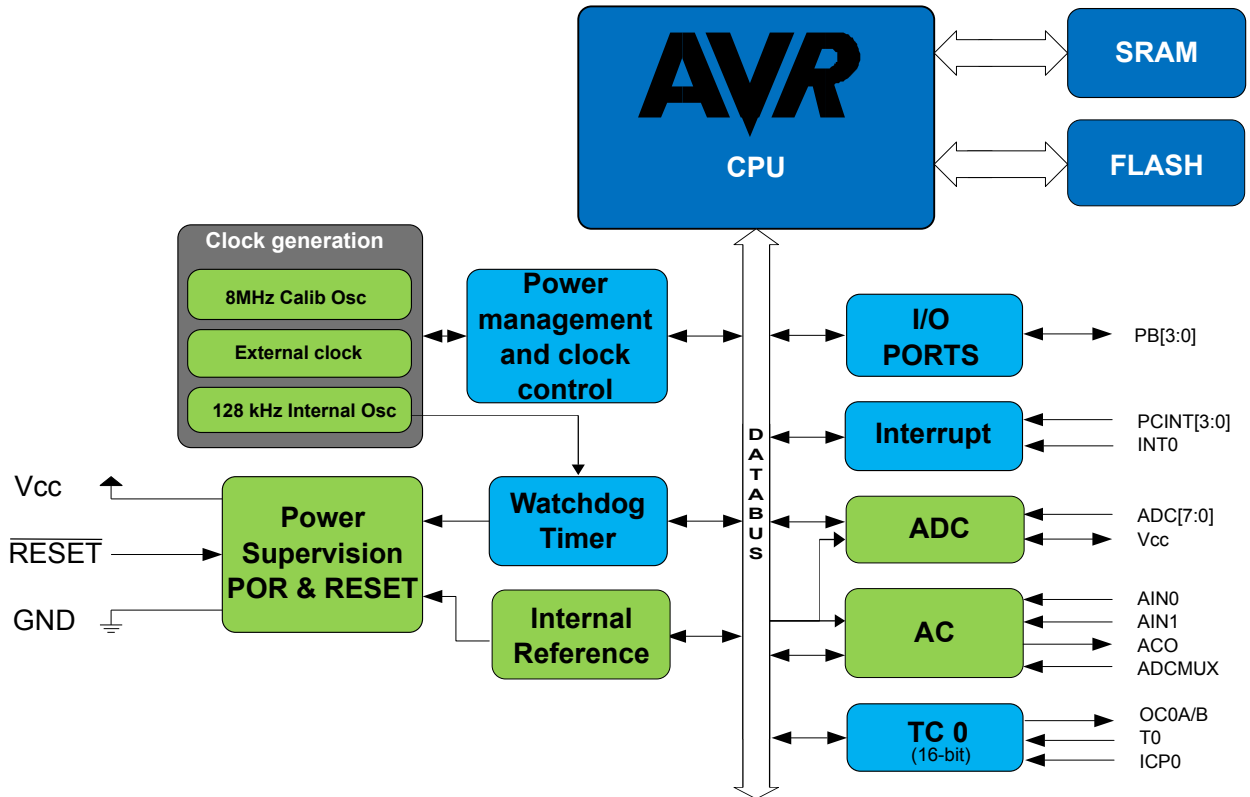 AVR
CPU
SRAM
FLASH
Clock generation
8MHz Calib Osc
External clock
128 kHz Internal Osc
Power
management
and clock
control
I/O
PORTS
PB[3:0]
Interrupt
PCINT[3:0]
INT0
DATABUS
Vcc
RESET
GND
Power
Supervision
POR & RESET
Watchdog
Timer
Internal
Reference
ADC
ADC[7:0]
Vcc
AC
AIN0
AIN1
ACO
ADCMUX
TC 0
(16-bit)
OC0A/B
T0
ICP0